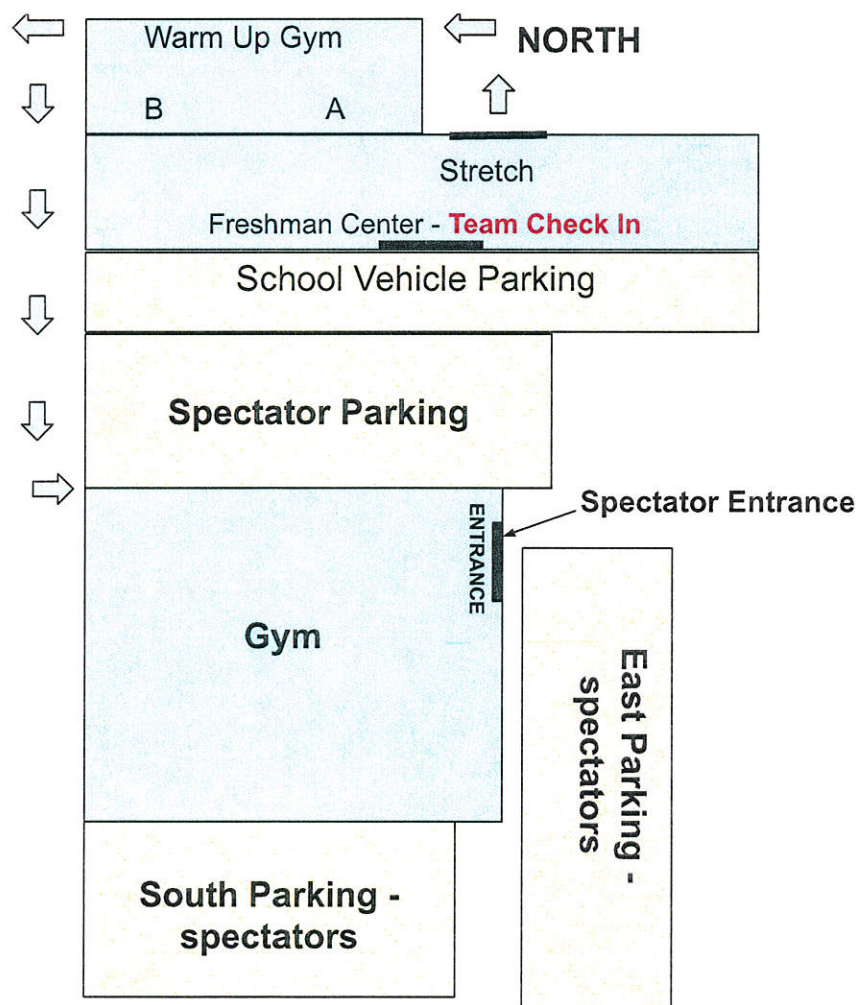 Warm Up Gym
NORTH
B A
Stretch
Freshman Center - Team Check In
School Vehicle Parking
Spectator Parking
Spectator Entrance
ENTRANCE
Gym
East Parking -
spectators
South Parking -
spectators